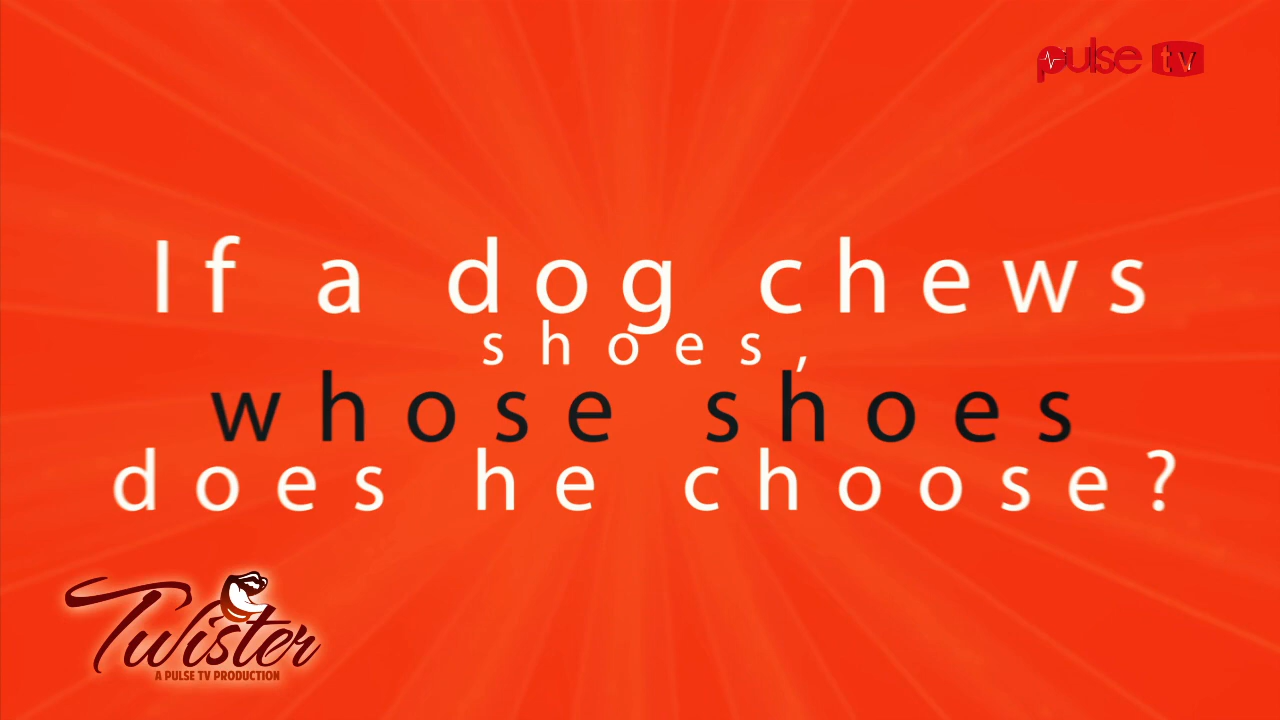 pulse tv
If a dog chews
shoes,
whose shoes
does he choose?
Twister
A PULSE TV PRODUCTION